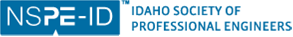 NSPE-ID™
IDAHO SOCIETY OF
PROFESSIONAL ENGINEERS